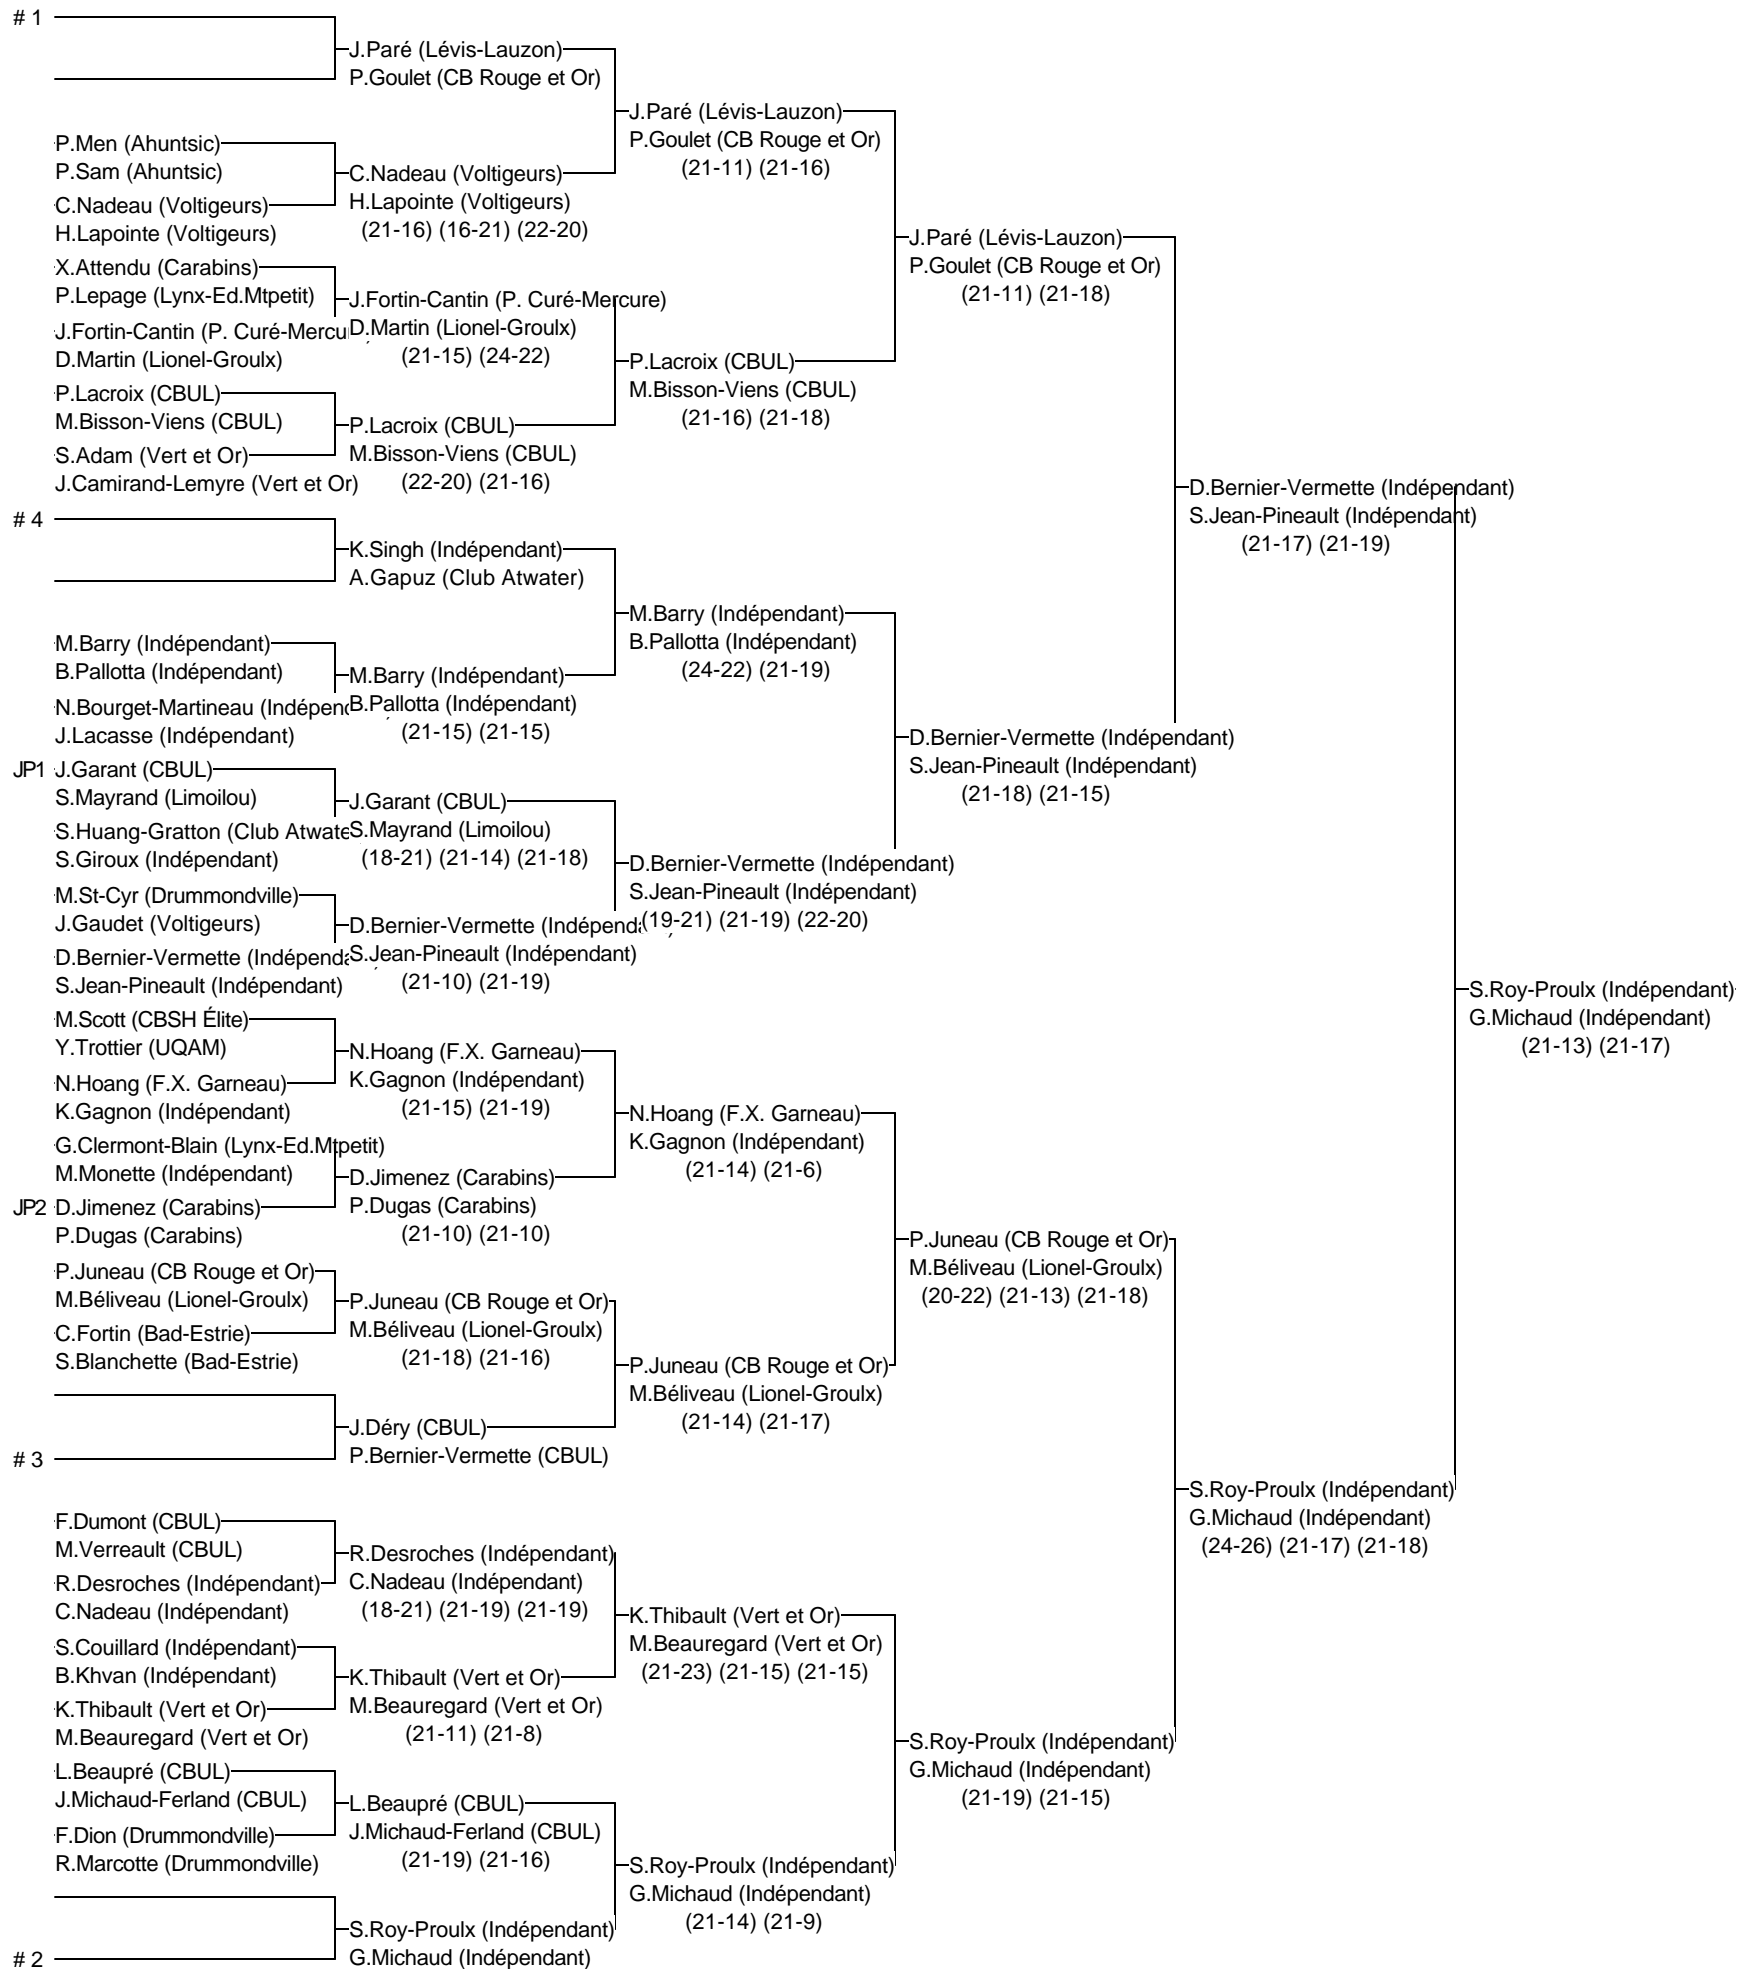 # 1
J.Paré (Lévis-Lauzon)
P.Goulet (CB Rouge et Or)
J.Paré (Lévis-Lauzon)
P.Goulet (CB Rouge et Or)
(21-11) (21-16)
P.Men (Ahuntsic)
P.Sam (Ahuntsic)
C.Nadeau (Voltigeurs)
H.Lapointe (Voltigeurs)
C.Nadeau (Voltigeurs)
H.Lapointe (Voltigeurs)
(21-16) (16-21) (22-20)
J.Paré (Lévis-Lauzon)
P.Goulet (CB Rouge et Or)
(21-11) (21-18)
X.Attendu (Carabins)
P.Lepage (Lynx-Ed.Mtpetit)
J.Fortin-Cantin (P. Curé-Mercu
D.Martin (Lionel-Groulx)
J.Fortin-Cantin (P. Curé-Mercure)
D.Martin (Lionel-Groulx)
(21-15) (24-22)
P.Lacroix (CBUL)
M.Bisson-Viens (CBUL)
(21-16) (21-18)
P.Lacroix (CBUL)
M.Bisson-Viens (CBUL)
S.Adam (Vert et Or)
J.Camirand-Lemyre (Vert et Or)
P.Lacroix (CBUL)
M.Bisson-Viens (CBUL)
(22-20) (21-16)
D.Bernier-Vermette (Indépendant)
S.Jean-Pineault (Indépendant)
(21-17) (21-19)
# 4
K.Singh (Indépendant)
A.Gapuz (Club Atwater)
M.Barry (Indépendant)
B.Pallotta (Indépendant)
(24-22) (21-19)
M.Barry (Indépendant)
B.Pallotta (Indépendant)
N.Bourget-Martineau (Indépend
J.Lacasse (Indépendant)
M.Barry (Indépendant)
B.Pallotta (Indépendant)
(21-15) (21-15)
D.Bernier-Vermette (Indépendant)
S.Jean-Pineault (Indépendant)
(21-18) (21-15)
JP1 J.Garant (CBUL)
S.Mayrand (Limoilou)
S.Huang-Gratton (Club Atwate
S.Giroux (Indépendant)
J.Garant (CBUL)
S.Mayrand (Limoilou)
(18-21) (21-14) (21-18)
D.Bernier-Vermette (Indépendant)
S.Jean-Pineault (Indépendant)
(19-21) (21-19) (22-20)
M.St-Cyr (Drummondville)
J.Gaudet (Voltigeurs)
D.Bernier-Vermette (Indépenda
S.Jean-Pineault (Indépendant)
D.Bernier-Vermette (Indépenda
S.Jean-Pineault (Indépendant)
(21-10) (21-19)
S.Roy-Proulx (Indépendant)
G.Michaud (Indépendant)
(21-13) (21-17)
M.Scott (CBSH Élite)
Y.Trottier (UQAM)
N.Hoang (F.X. Garneau)
K.Gagnon (Indépendant)
N.Hoang (F.X. Garneau)
K.Gagnon (Indépendant)
(21-15) (21-19)
N.Hoang (F.X. Garneau)
K.Gagnon (Indépendant)
(21-14) (21-6)
G.Clermont-Blain (Lynx-Ed.Mtpetit)
M.Monette (Indépendant)
JP2 D.Jimenez (Carabins)
P.Dugas (Carabins)
D.Jimenez (Carabins)
P.Dugas (Carabins)
(21-10) (21-10)
P.Juneau (CB Rouge et Or)
M.Béliveau (Lionel-Groulx)
(20-22) (21-13) (21-18)
P.Juneau (CB Rouge et Or)
M.Béliveau (Lionel-Groulx)
C.Fortin (Bad-Estrie)
S.Blanchette (Bad-Estrie)
P.Juneau (CB Rouge et Or)
M.Béliveau (Lionel-Groulx)
(21-18) (21-16)
P.Juneau (CB Rouge et Or)
M.Béliveau (Lionel-Groulx)
(21-14) (21-17)
J.Déry (CBUL)
P.Bernier-Vermette (CBUL)
# 3
S.Roy-Proulx (Indépendant)
G.Michaud (Indépendant)
(24-26) (21-17) (21-18)
F.Dumont (CBUL)
M.Verreault (CBUL)
R.Desroches (Indépendant)
C.Nadeau (Indépendant)
R.Desroches (Indépendant)
C.Nadeau (Indépendant)
(18-21) (21-19) (21-19)
K.Thibault (Vert et Or)
M.Beauregard (Vert et Or)
(21-23) (21-15) (21-15)
S.Couillard (Indépendant)
B.Khvan (Indépendant)
K.Thibault (Vert et Or)
M.Beauregard (Vert et Or)
K.Thibault (Vert et Or)
M.Beauregard (Vert et Or)
(21-11) (21-8)
S.Roy-Proulx (Indépendant)
G.Michaud (Indépendant)
(21-19) (21-15)
L.Beaupré (CBUL)
J.Michaud-Ferland (CBUL)
F.Dion (Drummondville)
R.Marcotte (Drummondville)
L.Beaupré (CBUL)
J.Michaud-Ferland (CBUL)
(21-19) (21-16)
S.Roy-Proulx (Indépendant)
G.Michaud (Indépendant)
(21-14) (21-9)
S.Roy-Proulx (Indépendant)
G.Michaud (Indépendant)
# 2